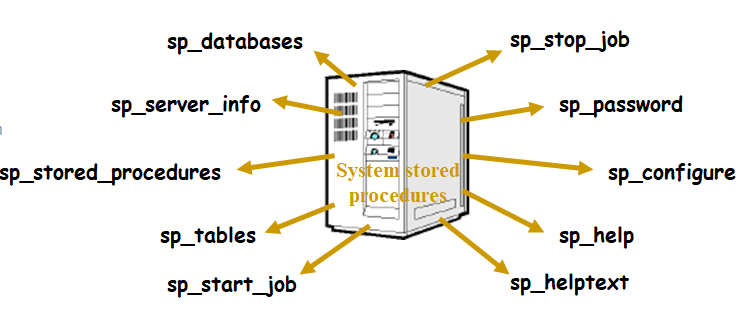 sp_databases
sp_stop_job
sp_server_info
sp_password
sp_stored_procedures
System stored
procedures
sp_configure
sp_tables
sp_help
sp_start_job
sp_helptext